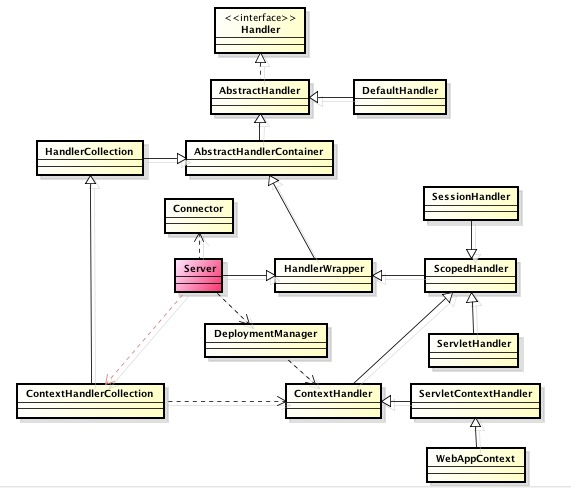 <<interface>>
Handler
AbstractHandler
DefaultHandler
HandlerCollection
AbstractHandlerContainer
SessionHandler
Connector
Server
HandlerWrapper
ScopedHandler
DeploymentManager
ServletHandler
ContextHandlerCollection
ContextHandler
ServletContextHandler
WebAppContext